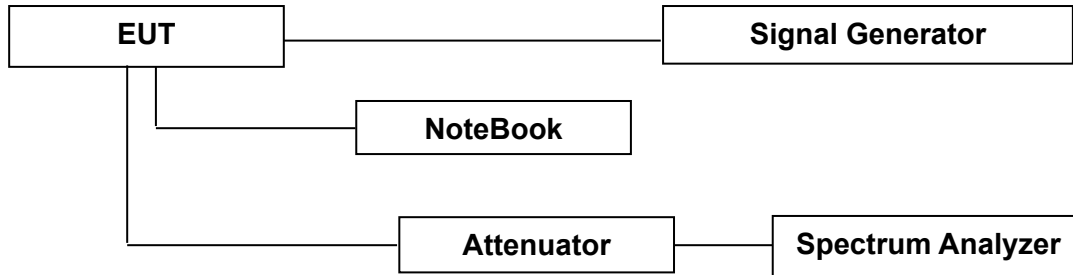 EUT
Signal Generator
NoteBook
Attenuator
Spectrum Analyzer